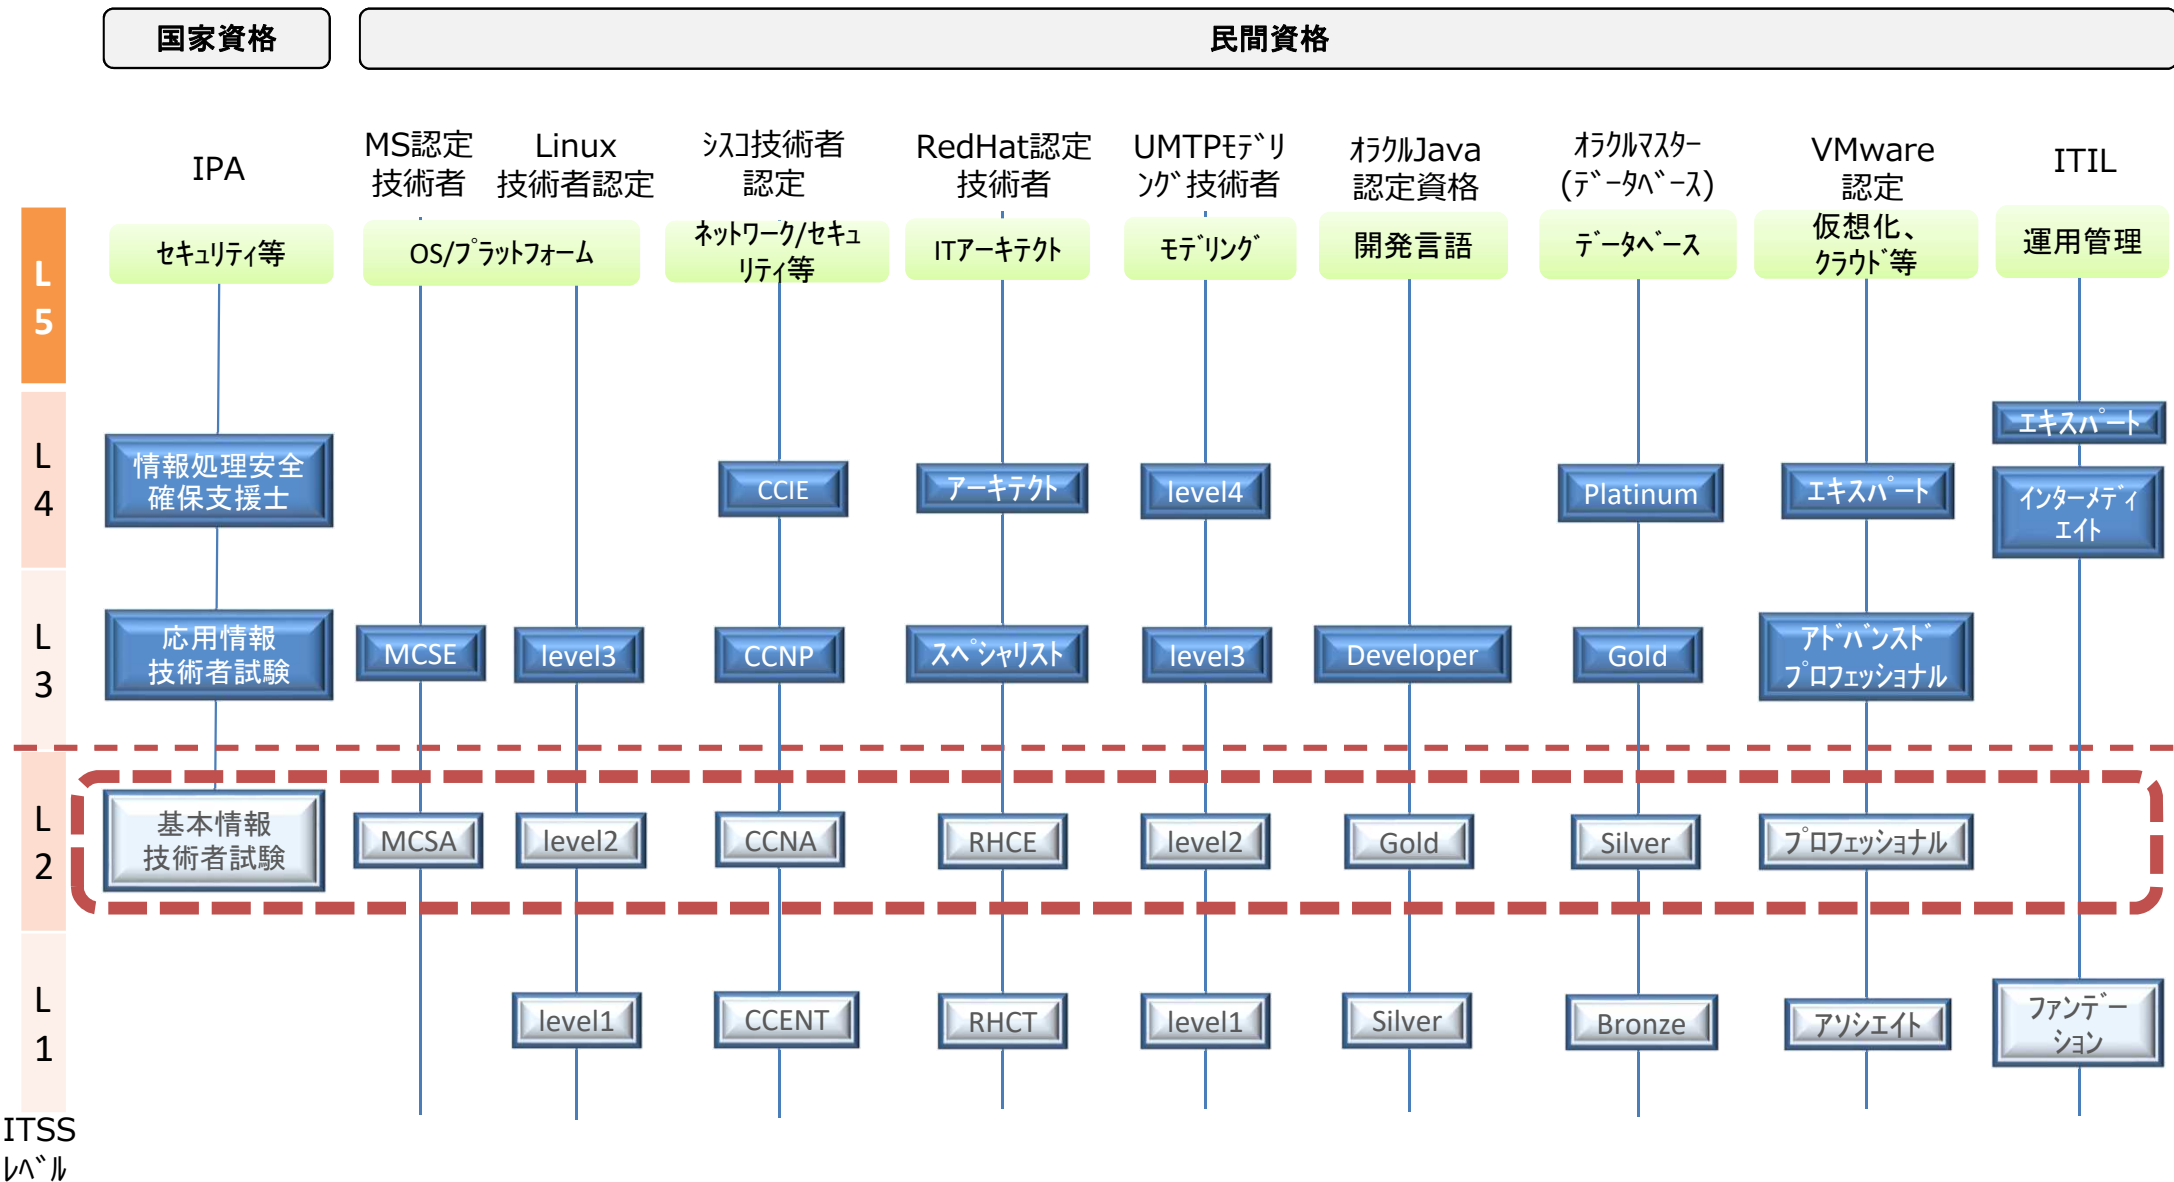 国家資格
民間資格
IPA
MS認定
技術者
Linux
技術者認定
ｼｽｺ技術者
認定
RedHat認定
技術者
UMTPﾓﾃﾞﾘ
ﾝｸﾞ技術者
ｵﾗｸﾙJava
認定資格
ｵﾗｸﾙﾏｽﾀｰ
(ﾃﾞｰﾀﾍﾞｰｽ)
VMware
認定
ITIL
セキュリティ等
OS/プラットフォーム
ネットワーク/セキュ
リティ等
ITアーキテクト
モデリング
開発言語
データベース
仮想化、
クラウド等
運用管理
L
5
L
4
情報処理安全
確保支援士
CCIE
アーキテクト
level4
Platinum
エキスパート
エキスパート
インターメディ
エイト
L
3
応用情報
技術者試験
MCSE
level3
CCNP
スペシャリスト
level3
Developer
Gold
アドバンスド
プロフェッショナル
L
2
基本情報
技術者試験
MCSA
level2
CCNA
RHCE
level2
Gold
Silver
プロフェッショナル
L
1
level1
CCENT
RHCT
level1
Silver
Bronze
アソシエイト
ファンデー
ション
ITSS
ﾚﾍﾞﾙ